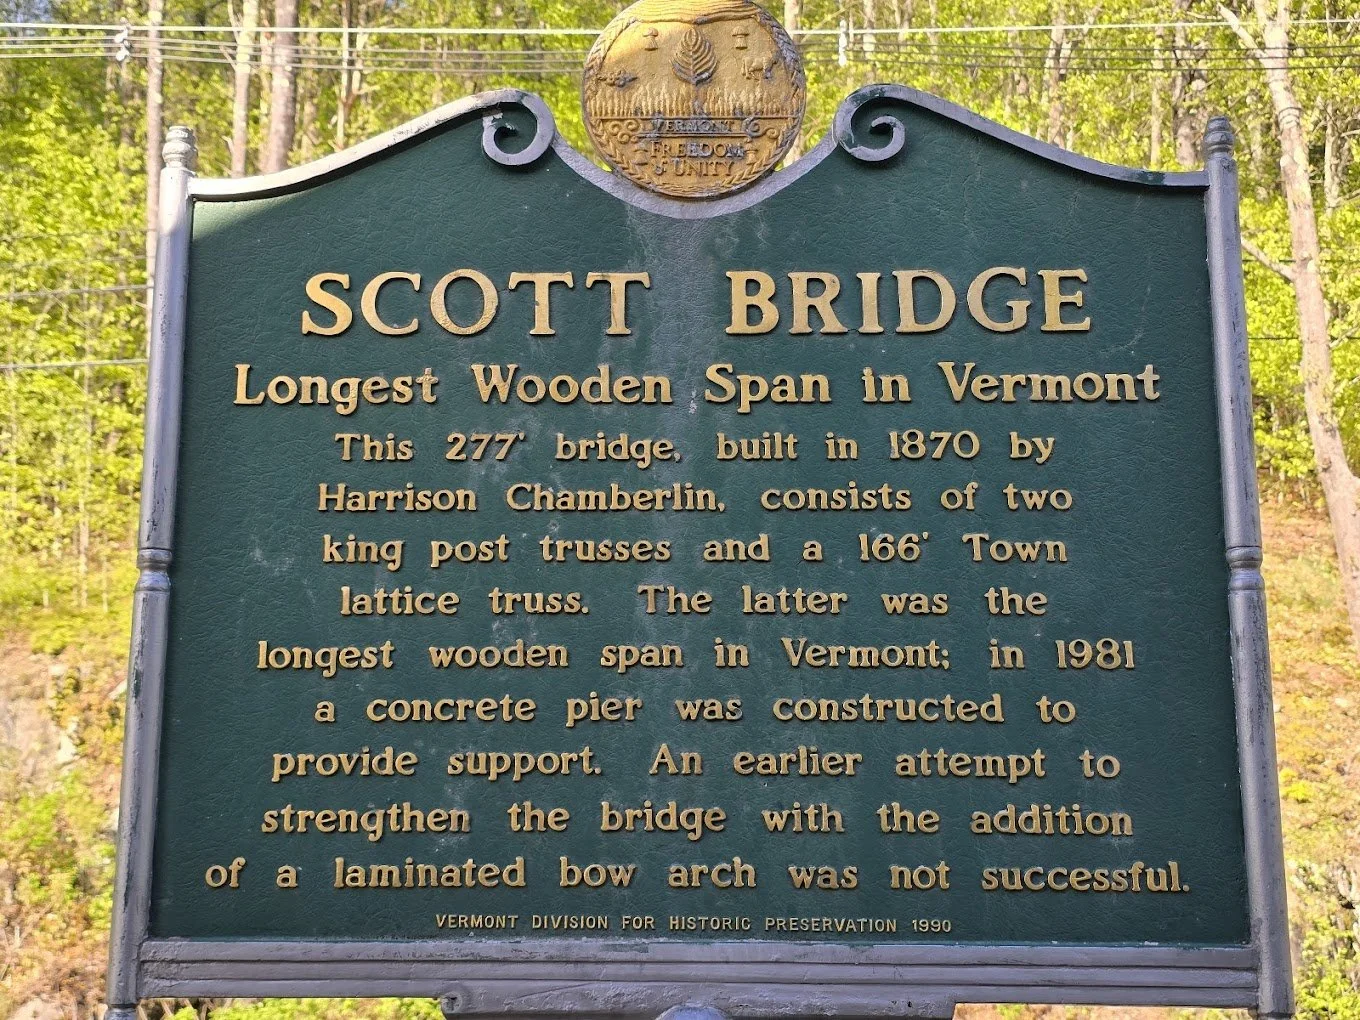 VERMONT
FREEDOM
& UNITY
SCOTT BRIDGE
Longest Wooden Span in Vermont
This 277' bridge, built in 1870 by
Harrison Chamberlin, consists of two
king post trusses and a 166' Town
lattice truss. The latter was the
longest wooden span in Vermont; in 1981
a concrete pier was constructed to
provide support. An earlier attempt to
strengthen the bridge with the addition
of a laminated bow arch was not successful.
VERMONT DIVISION FOR HISTORIC PRESERVATION 1990